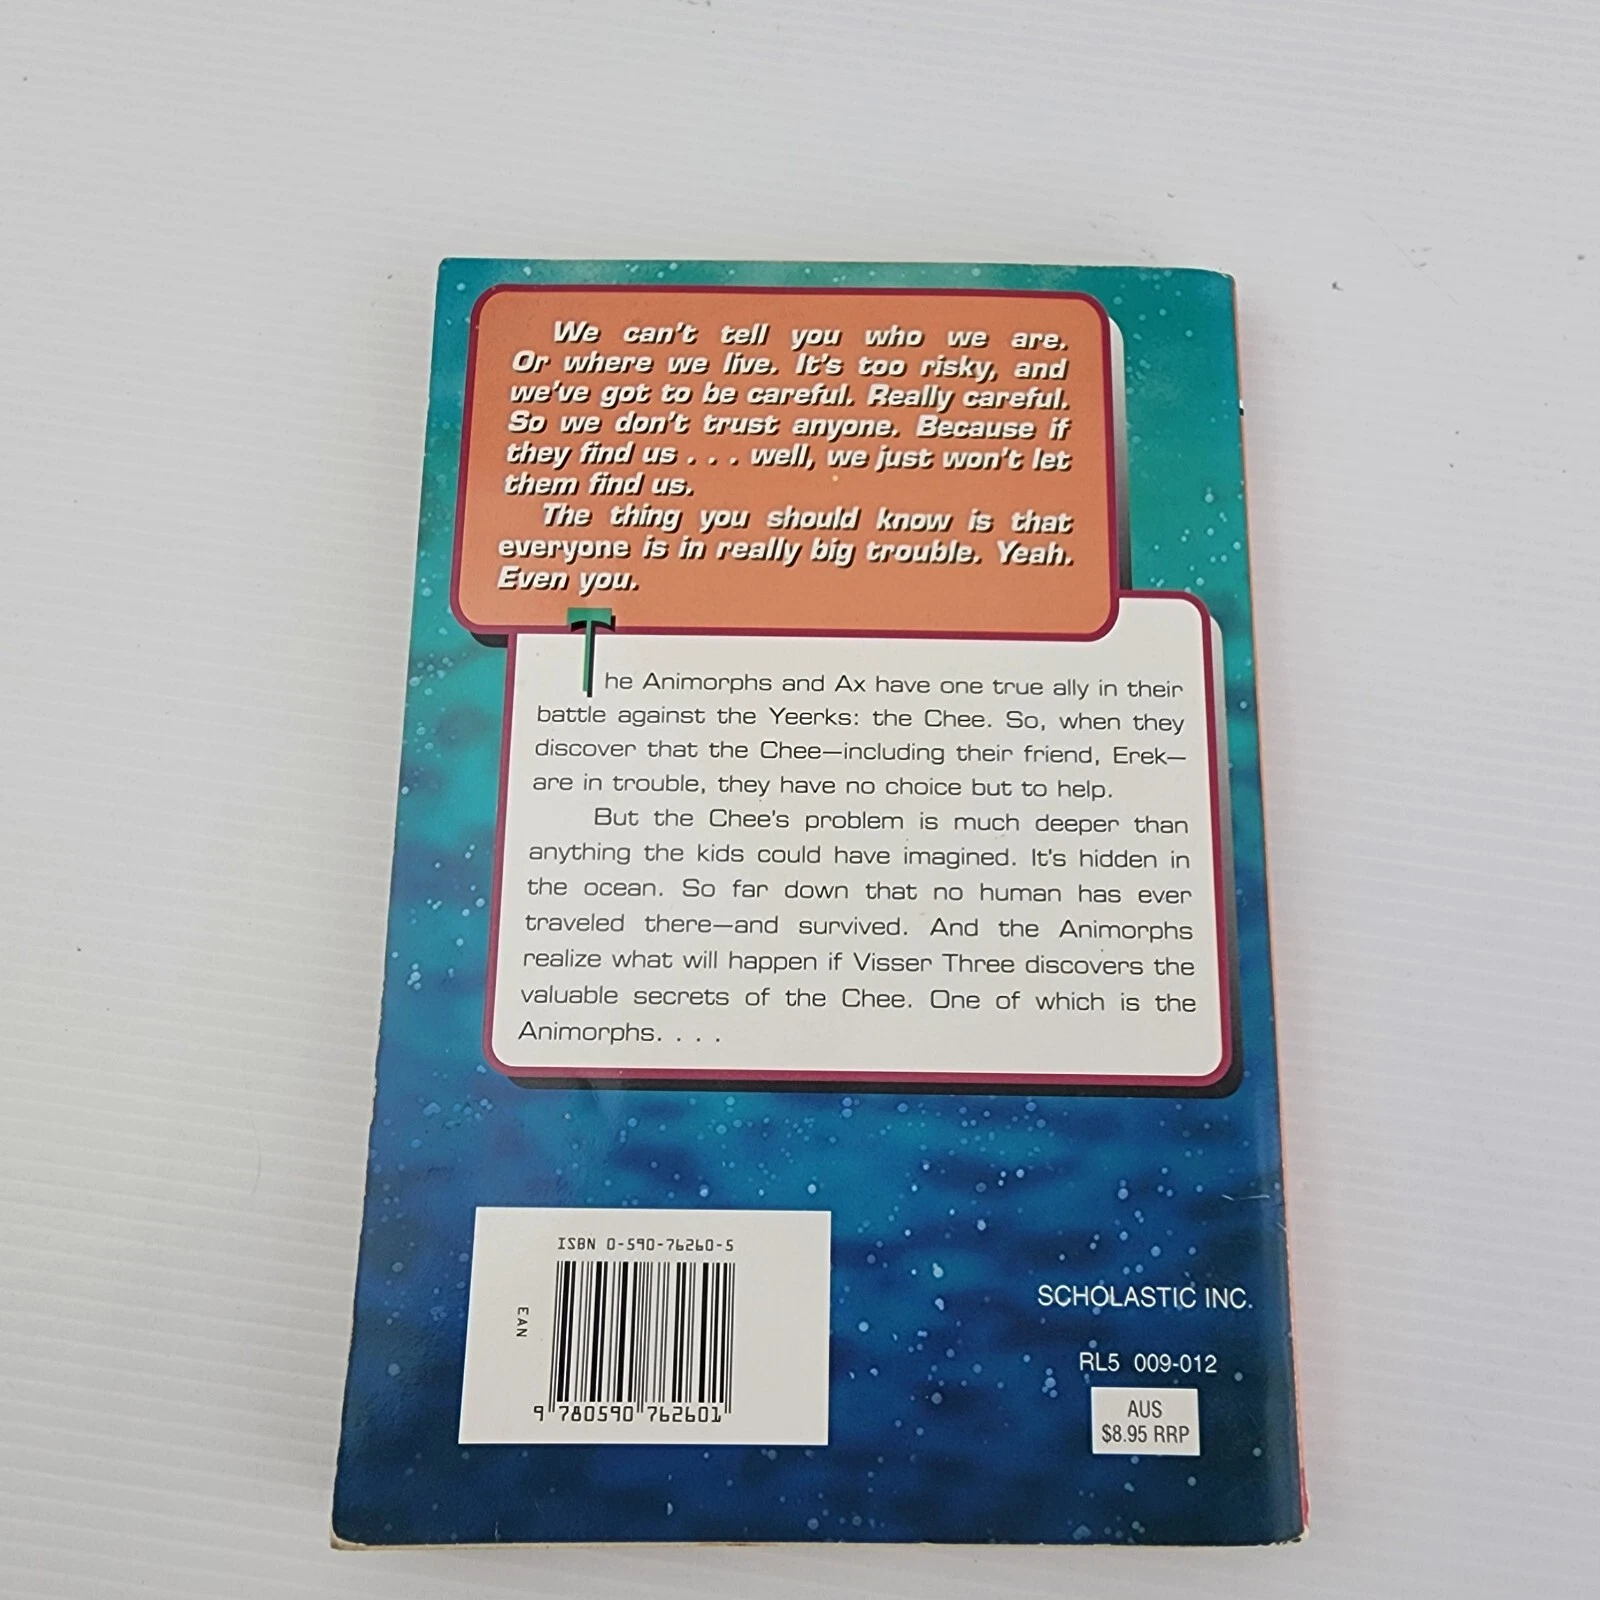 We can't tell you who we are.
Or where we live. It's too risky, and
we've got to be careful. Really careful.
So we don't trust anyone. Because if
they find us . . . well, we just won't let
them find us.
The thing you should know is that
everyone is in really big trouble. Yeah.
Even you.
The Animorphs and Ax have one true ally in their
battle against the Yeerks: the Chee. So, when they
discover that the Chee—including their friend, Erek—
are in trouble, they have no choice but to help.
But the Chee's problem is much deeper than
anything the kids could have imagined. It's hidden in
the ocean. So far down that no human has ever
traveled there—and survived. And the Animorphs
realize what will happen if Visser Three discovers the
valuable secrets of the Chee. One of which is the
Animorphs. . . .
ISBN 0-590-76260-5
EAN
9 780590 762601
SCHOLASTIC INC.
RL5 009-012
AUS
$8.95 RRP